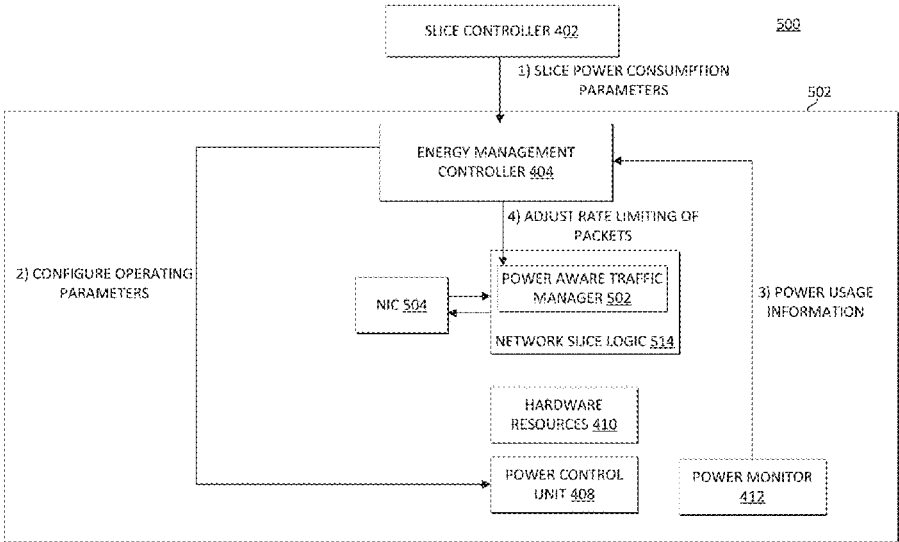 500
SLICE CONTROLLER 402
1) SLICE POWER CONSUMPTION
PARAMETERS
502
ENERGY MANAGEMENT
CONTROLLER 404
4) ADJUST RATE LIMITING OF
PACKETS
2) CONFIGURE OPERATING
PARAMETERS
POWER AWARE TRAFFIC
MANAGER 502
NIC 504
3) POWER USAGE
INFORMATION
NETWORK SLICE LOGIC 514
HARDWARE
RESOURCES 410
POWER CONTROL
UNIT 408
POWER MONITOR
412